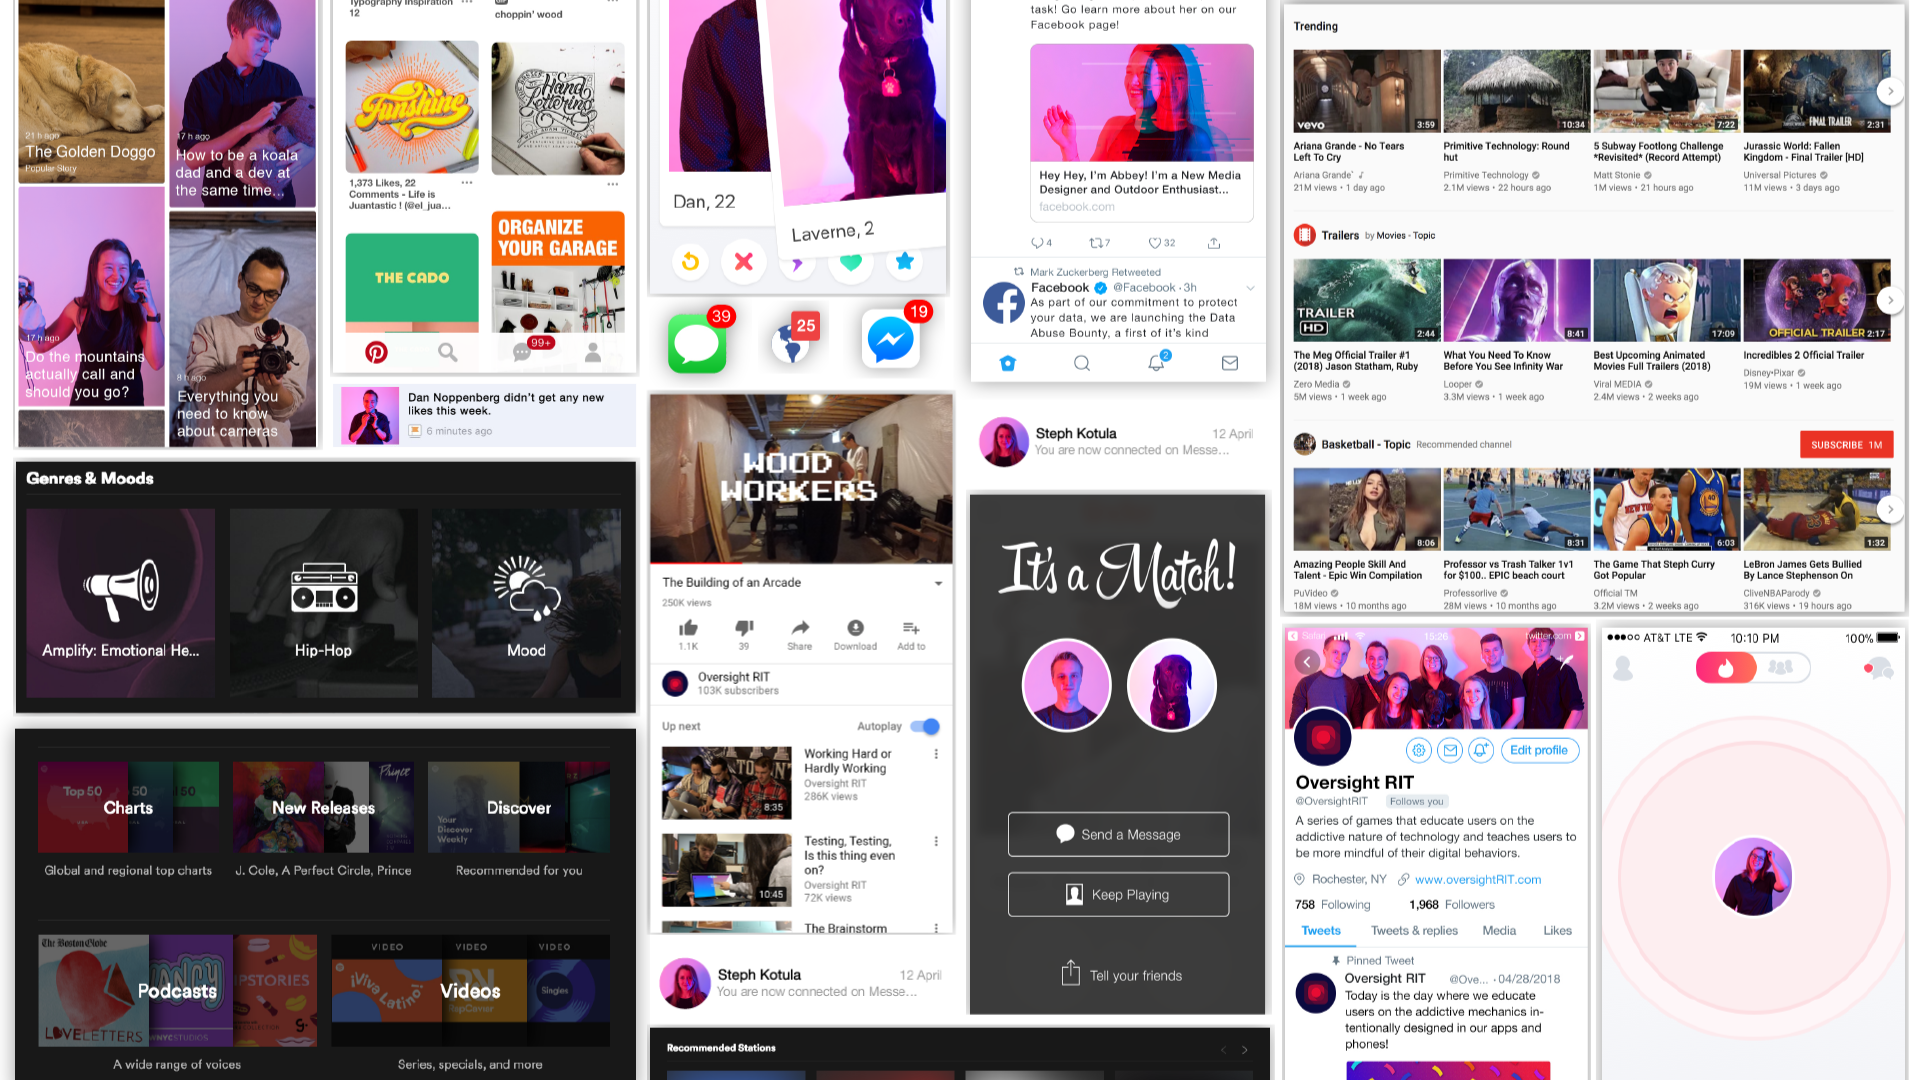 21 h ago
The Golden Doggo
Popular Story
17 h ago
How to be a koala
dad and a dev at
the same time...
17 h ago
Do the mountains
actually call and
should you go?
8 h ago
Everything you
need to know
about cameras
Typography Inspiration
12
choppin' wood
Funshine
Hand
Lettering
1,373 Likes, 22
Comments - Life is
Juantastic ! (@el_jua...
ORGANIZE
YOUR GARAGE
THE CADO
99+
Dan Noppenberg didn't get any new
likes this week.
6 minutes ago
Genres & Moods
Amplify: Emotional He...
Hip-Hop
Mood
Top 50
50
50
Charts
Prince
New Releases
Your
Discover
Weekly
Discover
Global and regional top charts
J. Cole, A Perfect Circle, Prince
Recommended for you
The Boston Globe
LOVE LETTERS
WNYC STUDIOS
Podcasts
VIDEO
VIDEO
VIDEO
¡Viva Latino!
Singles
Videos
A wide range of voices
Series, specials, and more
Dan, 22
Laverne, 2
39
25
19
WOOD
WORKERS
The Building of an Arcade
250K views
1.1K
39
Share
Download
Add to
Oversight RIT
103K subscribers
Up next
Autoplay
8:35
Working Hard or
Hardly Working
Oversight RIT
286K views
10:45
Testing, Testing,
Is this thing even
on?
Oversight RIT
72K views
The Brainstorm
Steph Kotula
12 April
You are now connected on Messe...
Recommended Stations
task! Go learn more about her on our
Facebook page!
Hey Hey, I'm Abbey! I'm a New Media
Designer and Outdoor Enthusiast...
facebook.com
4
7
32
Mark Zuckerberg Retweeted
Facebook @Facebook · 3h
As part of our commitment to protect
your data, we are launching the Data
Abuse Bounty, a first of it's kind
2
Steph Kotula
12 April
You are now connected on Messe...
It's a Match!
Send a Message
Keep Playing
Tell your friends
Trending
vevo
3:59
10:34
7:22
FINAL TRAILER
2:31
Ariana Grande - No Tears
Left To Cry
Ariana Grande
21M views • 1 day ago
Primitive Technology: Round
hut
Primitive Technology
2.1M views • 22 hours ago
5 Subway Footlong Challenge
*Revisited* (Record Attempt)
Matt Stonie
1M views • 21 hours ago
Jurassic World: Fallen
Kingdom - Final Trailer [HD]
Universal Pictures
11M views • 3 days ago
Trailers by Movies - Topic
TRAILER
HD
2:44
8:41
17:09
OFFICIAL TRAILER 2:17
The Meg Official Trailer #1
(2018) Jason Statham, Ruby
Zero Media
5M views • 1 week ago
What You Need To Know
Before You See Infinity War
Looper
3.3M views • 1 week ago
Best Upcoming Animated
Movies Full Trailers (2018)
Viral MEDIA
2.4M views • 2 weeks ago
Incredibles 2 Official Trailer
Disney•Pixar
19M views • 1 week ago
Basketball - Topic Recommended channel
SUBSCRIBE 1M
8:06
8:31
6:03
1:32
Amazing People Skill And
Talent - Epic Win Compilation
PuVideo
18M views • 10 months ago
Professor vs Trash Talker 1v1
for $100.. EPIC beach court
Professorlive
28M views • 10 months ago
The Game That Steph Curry
Got Popular
Official TM
3.2M views • 2 weeks ago
LeBron James Gets Bullied
By Lance Stephenson On
CliveNBAParody
316K views • 19 hours ago
Safari
15:26
twitter.com
Edit profile
Oversight RIT
@OversightRIT Follows you
A series of games that educate users on the
addictive nature of technology and teaches users to
be more mindful of their digital behaviors.
Rochester, NY www.oversightRIT.com
758 Following 1,968 Followers
Tweets Tweets & replies Media Likes
Pinned Tweet
Oversight RIT @Ove... · 04/28/2018
Today is the day where we educate
users on the addictive mechanics in-
tentionally designed in our apps and
phones!
AT&T LTE 10:10 PM 100%